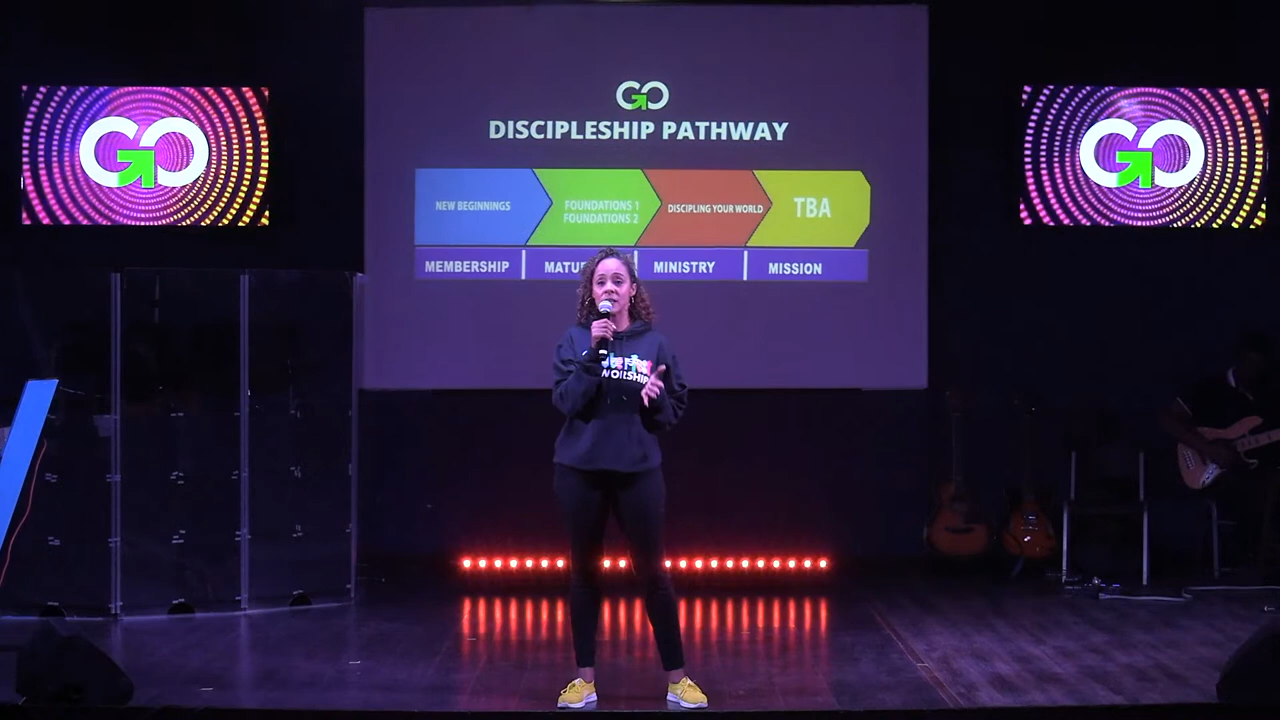 GO
GO
GO
DISCIPLESHIP PATHWAY
NEW BEGINNINGS
FOUNDATIONS 1
FOUNDATIONS 2
DISCIPLING YOUR WORLD
TBA
MEMBERSHIP
MINISTRY
MISSION
WORSHIP